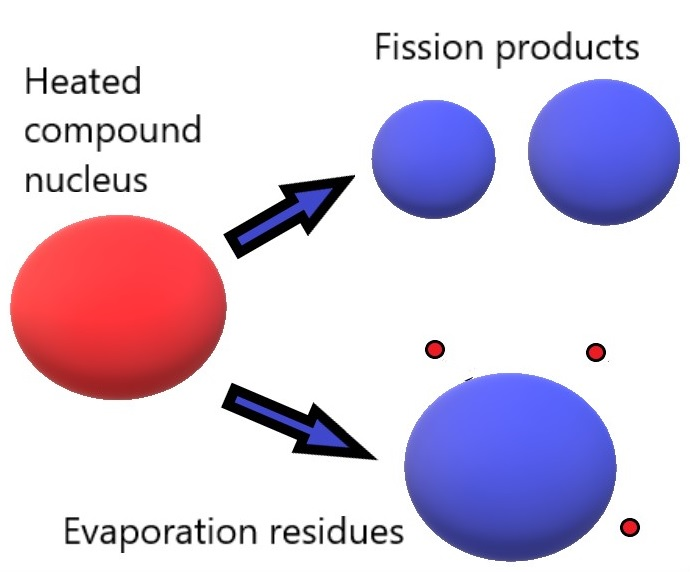 Fission products
Heated
compound
nucleus
Evaporation residues